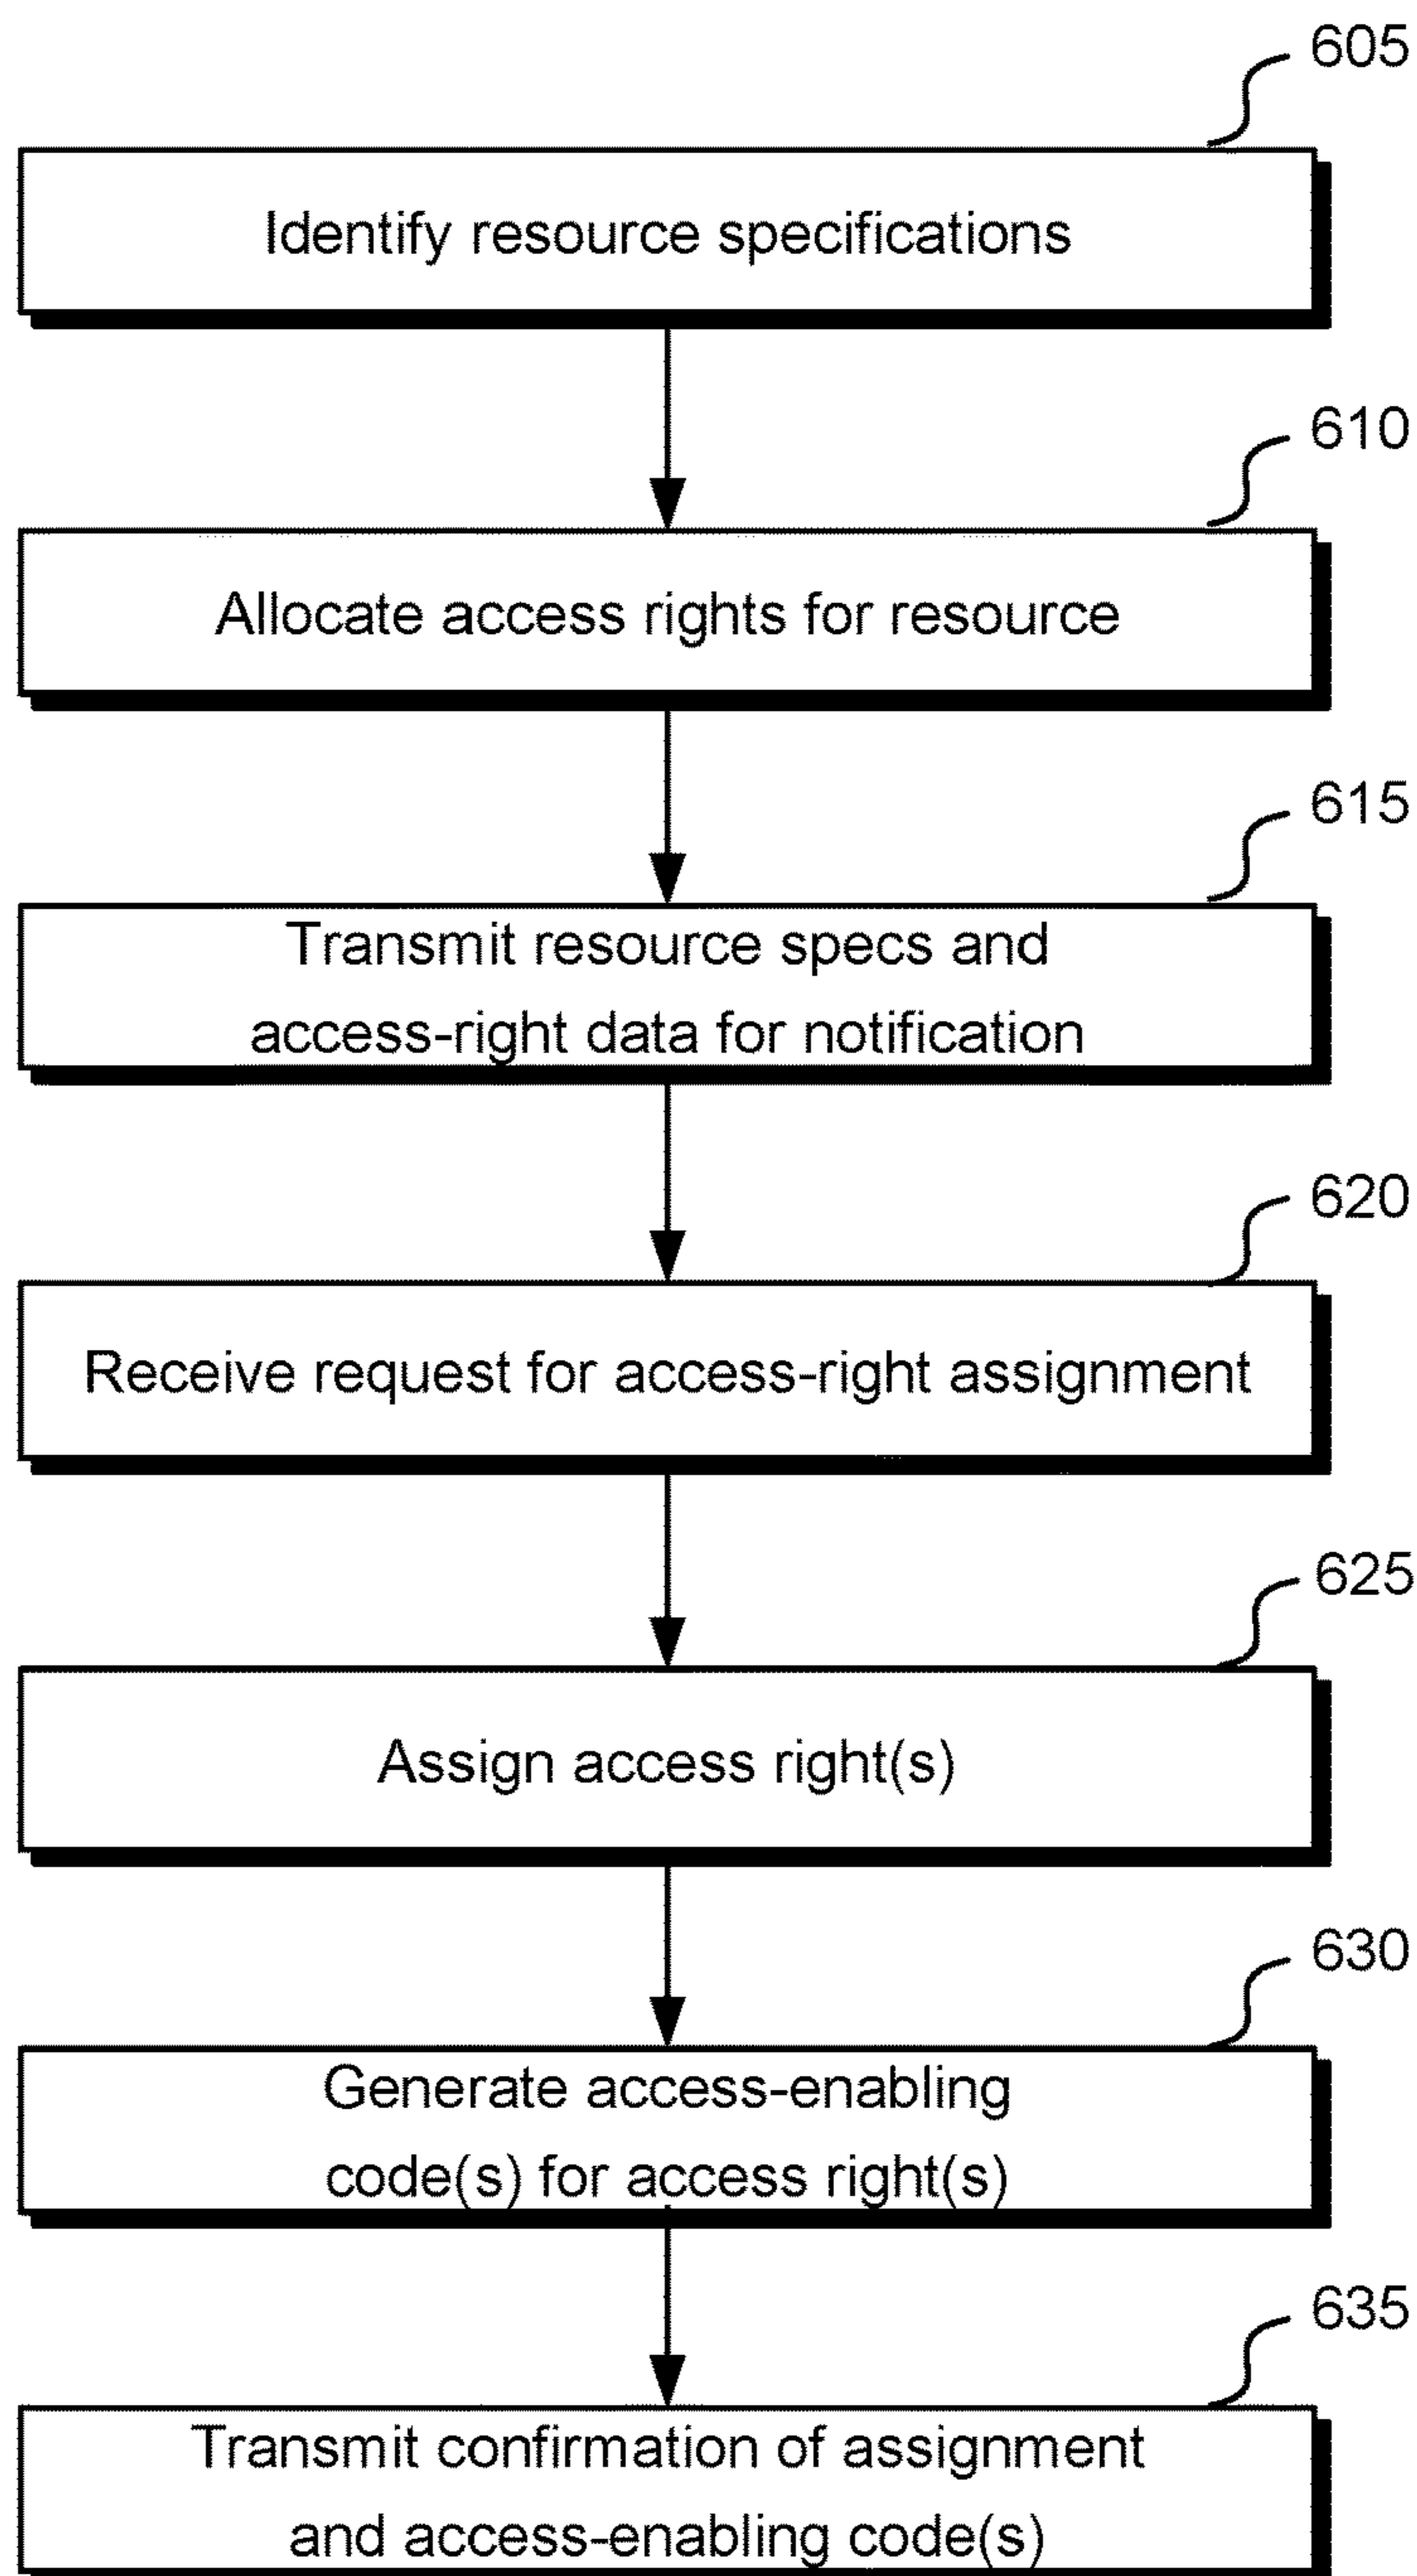 605
Identify resource specifications
610
Allocate access rights for resource
615
Transmit resource specs and
access-right data for notification
620
Receive request for access-right assignment
625
Assign access right(s)
630
Generate access-enabling
code(s) for access right(s)
635
Transmit confirmation of assignment
and access-enabling code(s)